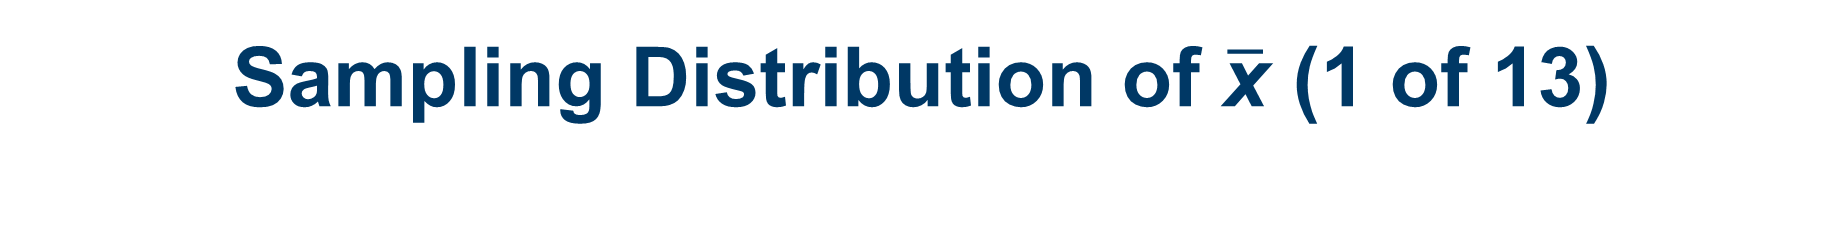 Sampling Distribution of x̅ (1 of 13)